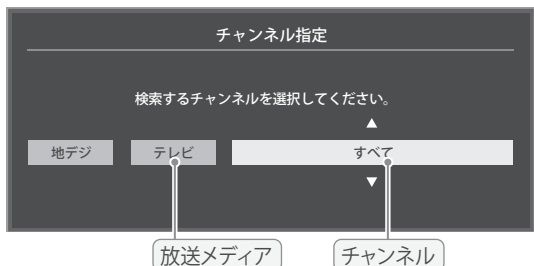 チャンネル指定
検索するチャンネルを選択してください。
▲
地デジ テレビ すべて
▼
放送メディア チャンネル